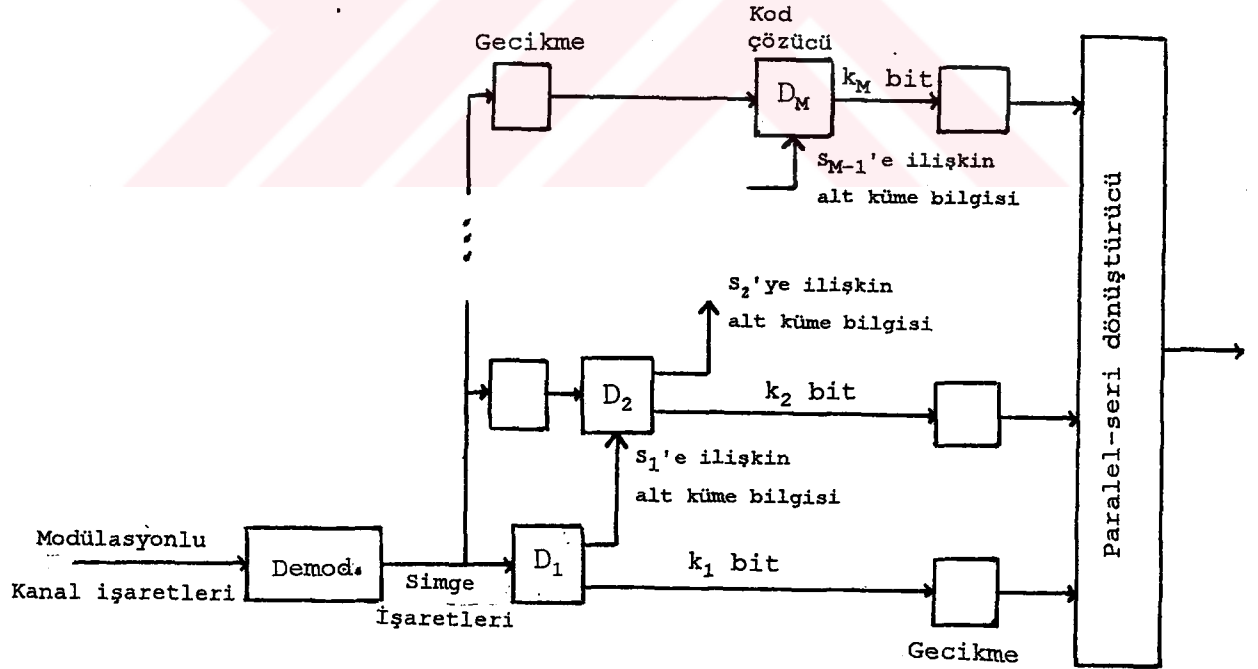 Kod
çözücü
Gecikme
D_M
k_M bit
S_M-1'e ilişkin
alt küme bilgisi
S_2'ye ilişkin
alt küme bilgisi
D_2
k_2 bit
S_1'e ilişkin
alt küme bilgisi
Modülasyonlu
Kanal işaretleri
Demod.
Simge
İşaretleri
D_1
k_1 bit
Gecikme
Paralel-seri dönüştürücü